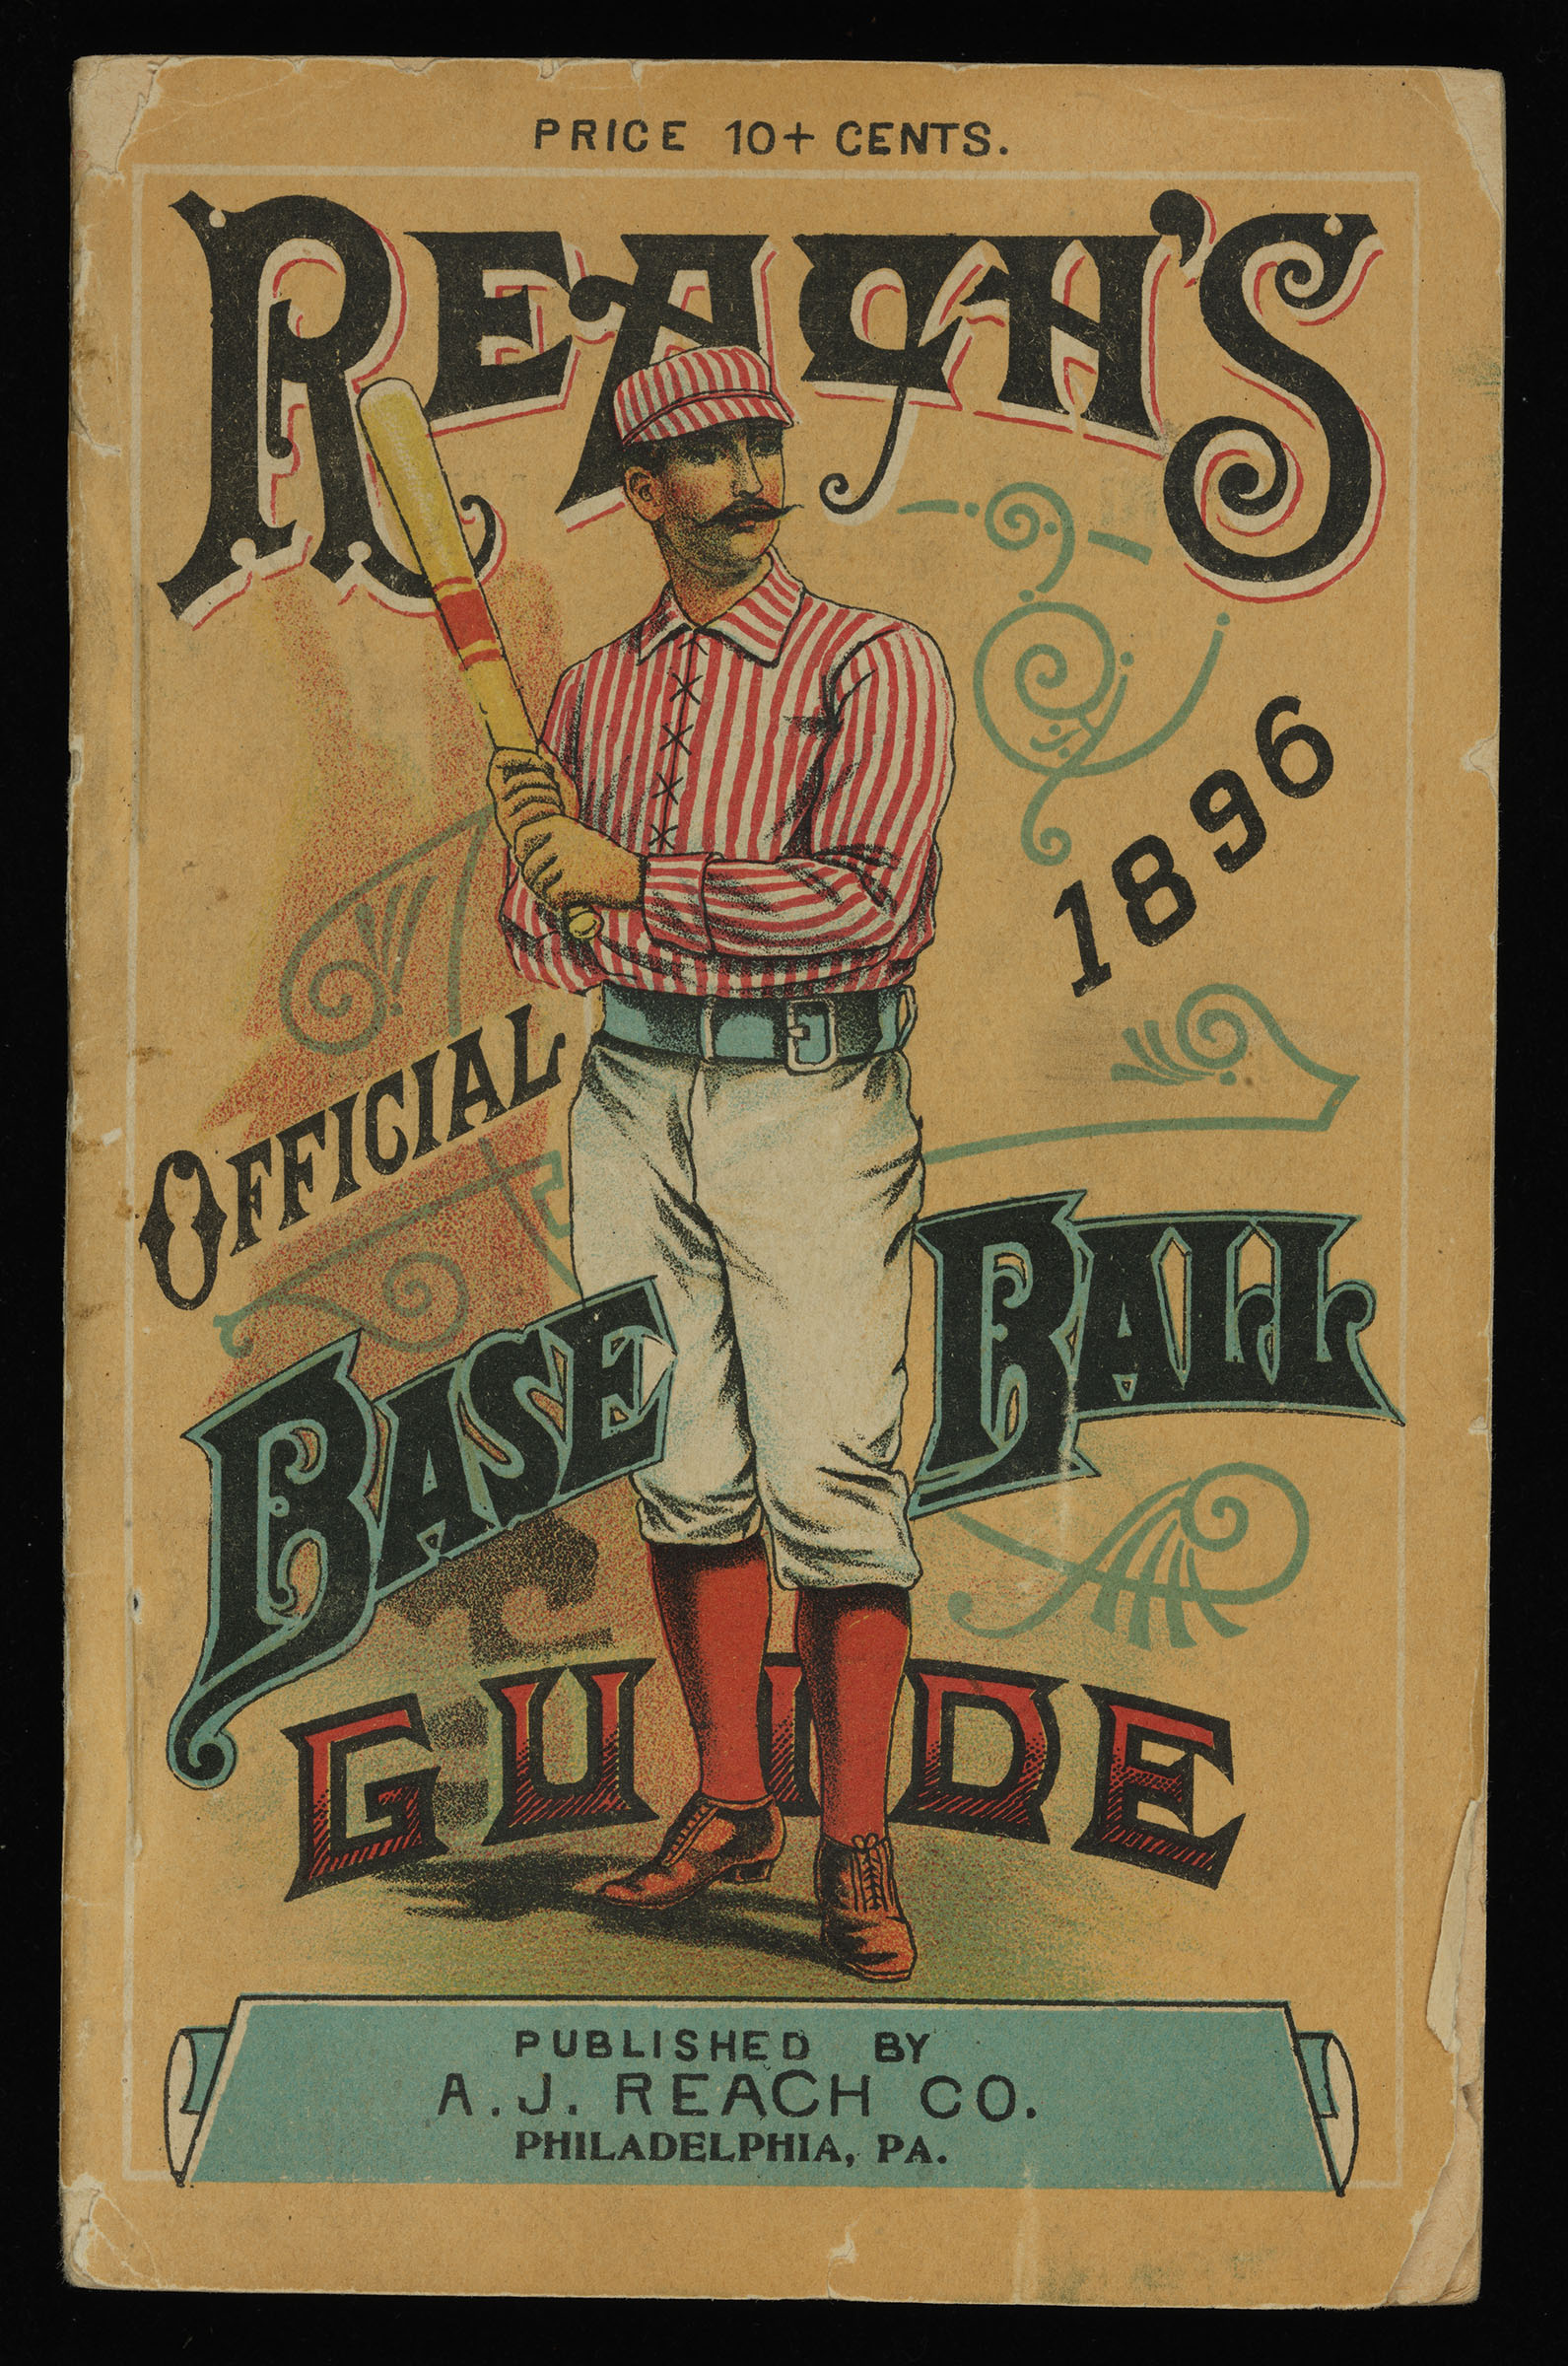 PRICE 10+ CENTS.
REACH'S
1896
OFFICIAL
BASE BALL
GUIDE
PUBLISHED BY
A. J. REACH CO.
PHILADELPHIA, PA.